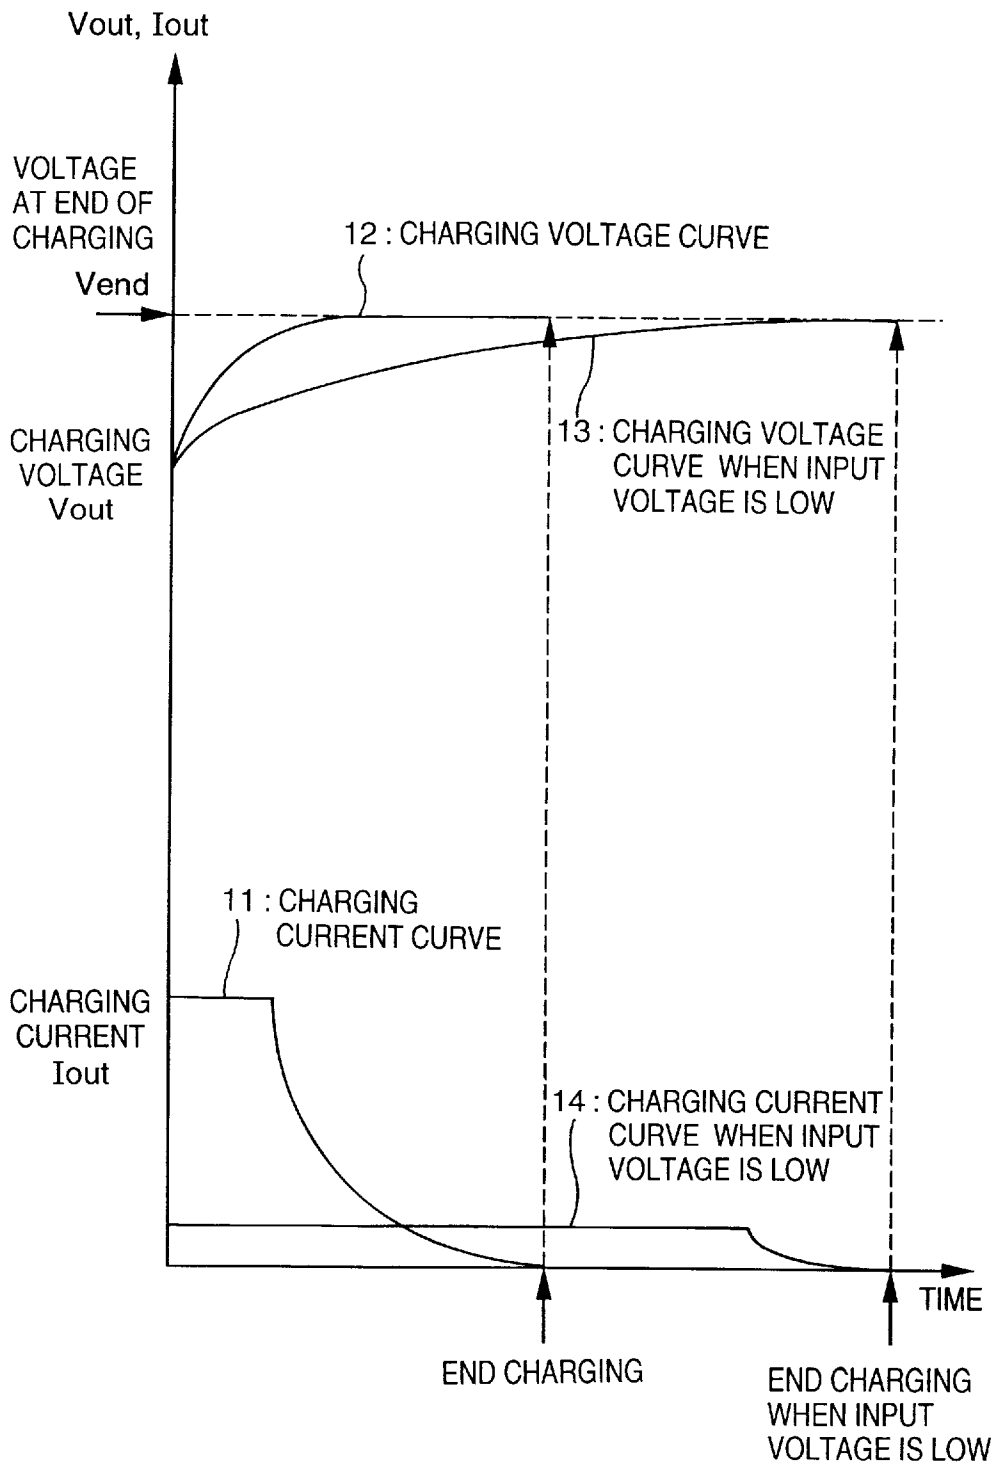 Vout, Iout
VOLTAGE
AT END OF
CHARGING
Vend
12 : CHARGING VOLTAGE CURVE
CHARGING
VOLTAGE
Vout
13 : CHARGING VOLTAGE
CURVE WHEN INPUT
VOLTAGE IS LOW
11 : CHARGING
CURRENT CURVE
CHARGING
CURRENT
Iout
14 : CHARGING CURRENT
CURVE WHEN INPUT
VOLTAGE IS LOW
TIME
END CHARGING
END CHARGING
WHEN INPUT
VOLTAGE IS LOW